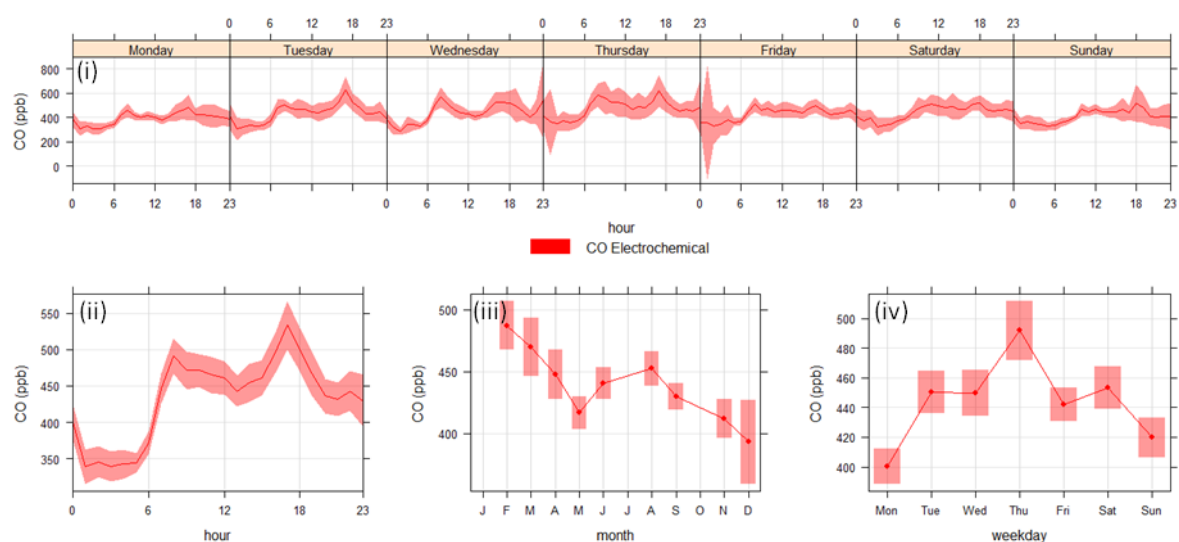 0 6 12 18 23 0 6 12 18 23 0 6 12 18 23
Monday Tuesday Wednesday Thursday Friday Saturday Sunday
(i)
CO (ppb)
800
600
400
200
0
0 6 12 18 23 0 6 12 18 23 0 6 12 18 23 0 6 12 18 23
hour
CO Electrochemical
(ii)
CO (ppb)
550
500
450
400
350
0 6 12 18 23
hour
(iii)
CO (ppb)
500
450
400
J F M A M J J A S O N D
month
(iv)
CO (ppb)
500
480
460
440
420
400
Mon Tue Wed Thu Fri Sat Sun
weekday